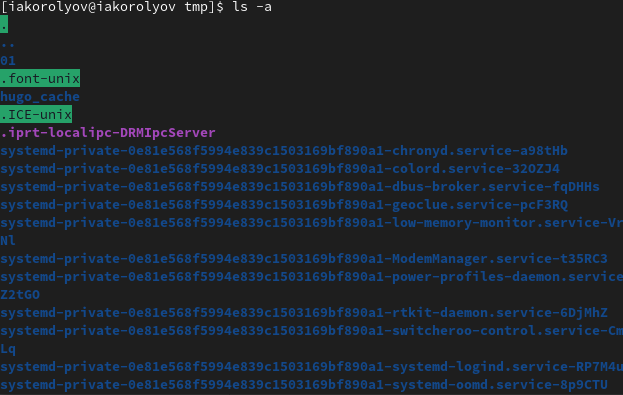 [iakorolyov@iakorolyov tmp]$ ls -a
.
..
01
.font-unix
hugo_cache
.ICE-unix
.iprt-localipc-DRMIpcServer
systemd-private-0e81e568f5994e839c1503169bf890a1-chronyd.service-a98tHb
systemd-private-0e81e568f5994e839c1503169bf890a1-colord.service-32OZJ4
systemd-private-0e81e568f5994e839c1503169bf890a1-dbus-broker.service-fqDHHs
systemd-private-0e81e568f5994e839c1503169bf890a1-geoclue.service-pcF3RQ
systemd-private-0e81e568f5994e839c1503169bf890a1-low-memory-monitor.service-Vr
Nl
systemd-private-0e81e568f5994e839c1503169bf890a1-ModemManager.service-t35RC3
systemd-private-0e81e568f5994e839c1503169bf890a1-power-profiles-daemon.service
Z2tGO
systemd-private-0e81e568f5994e839c1503169bf890a1-rtkit-daemon.service-6DjMhZ
systemd-private-0e81e568f5994e839c1503169bf890a1-switcheroo-control.service-Cm
Lq
systemd-private-0e81e568f5994e839c1503169bf890a1-systemd-logind.service-RP7M4u
systemd-private-0e81e568f5994e839c1503169bf890a1-systemd-oomd.service-8p9CTU